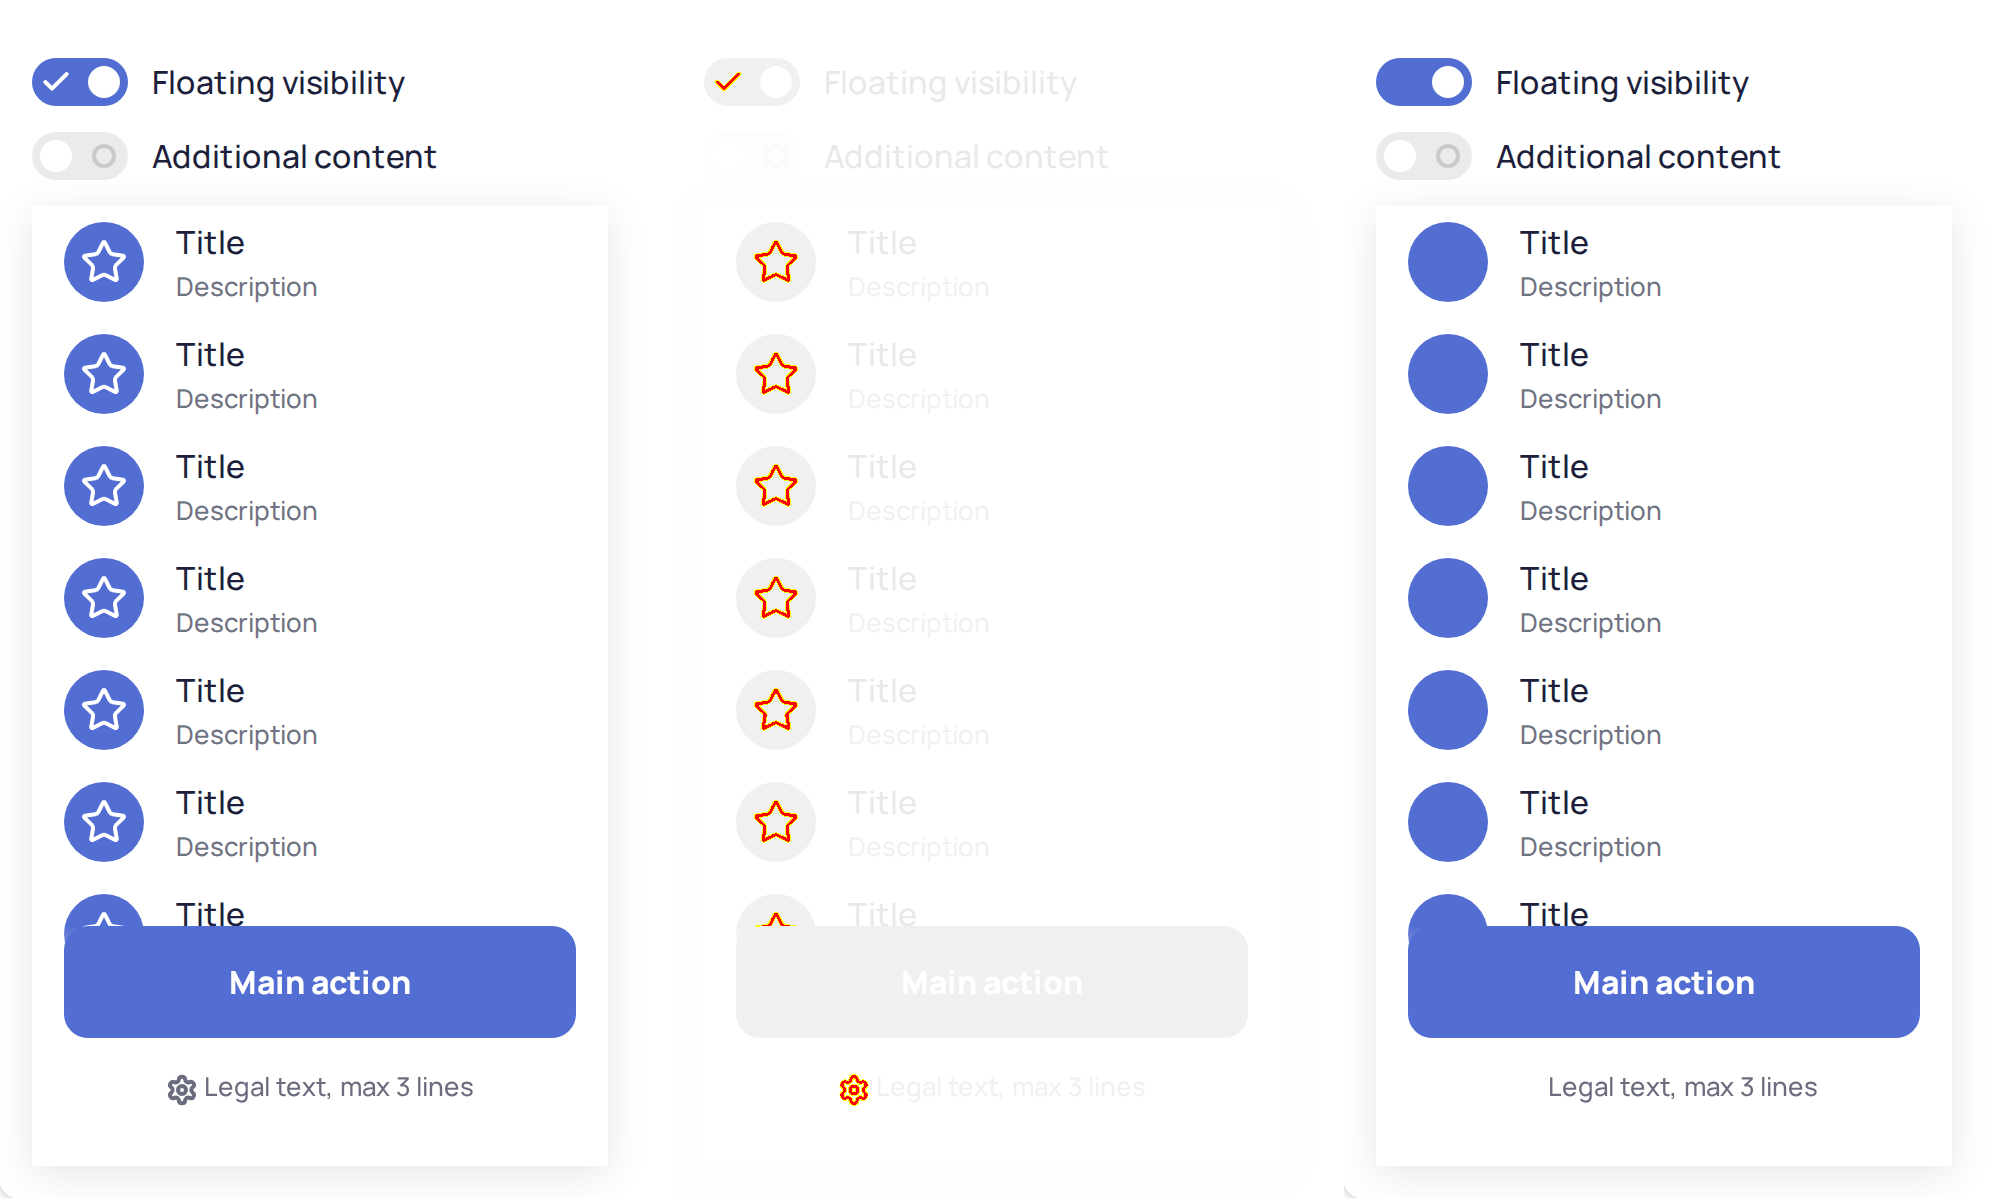 Floating visibility
Additional content
Title
Description
Title
Description
Title
Description
Title
Description
Title
Description
Title
Description
Title
Main action
Legal text, max 3 lines
Floating visibility
Additional content
Title
Description
Title
Description
Title
Description
Title
Description
Title
Description
Title
Description
Title
Main action
Legal text, max 3 lines
Floating visibility
Additional content
Title
Description
Title
Description
Title
Description
Title
Description
Title
Description
Title
Description
Title
Main action
Legal text, max 3 lines